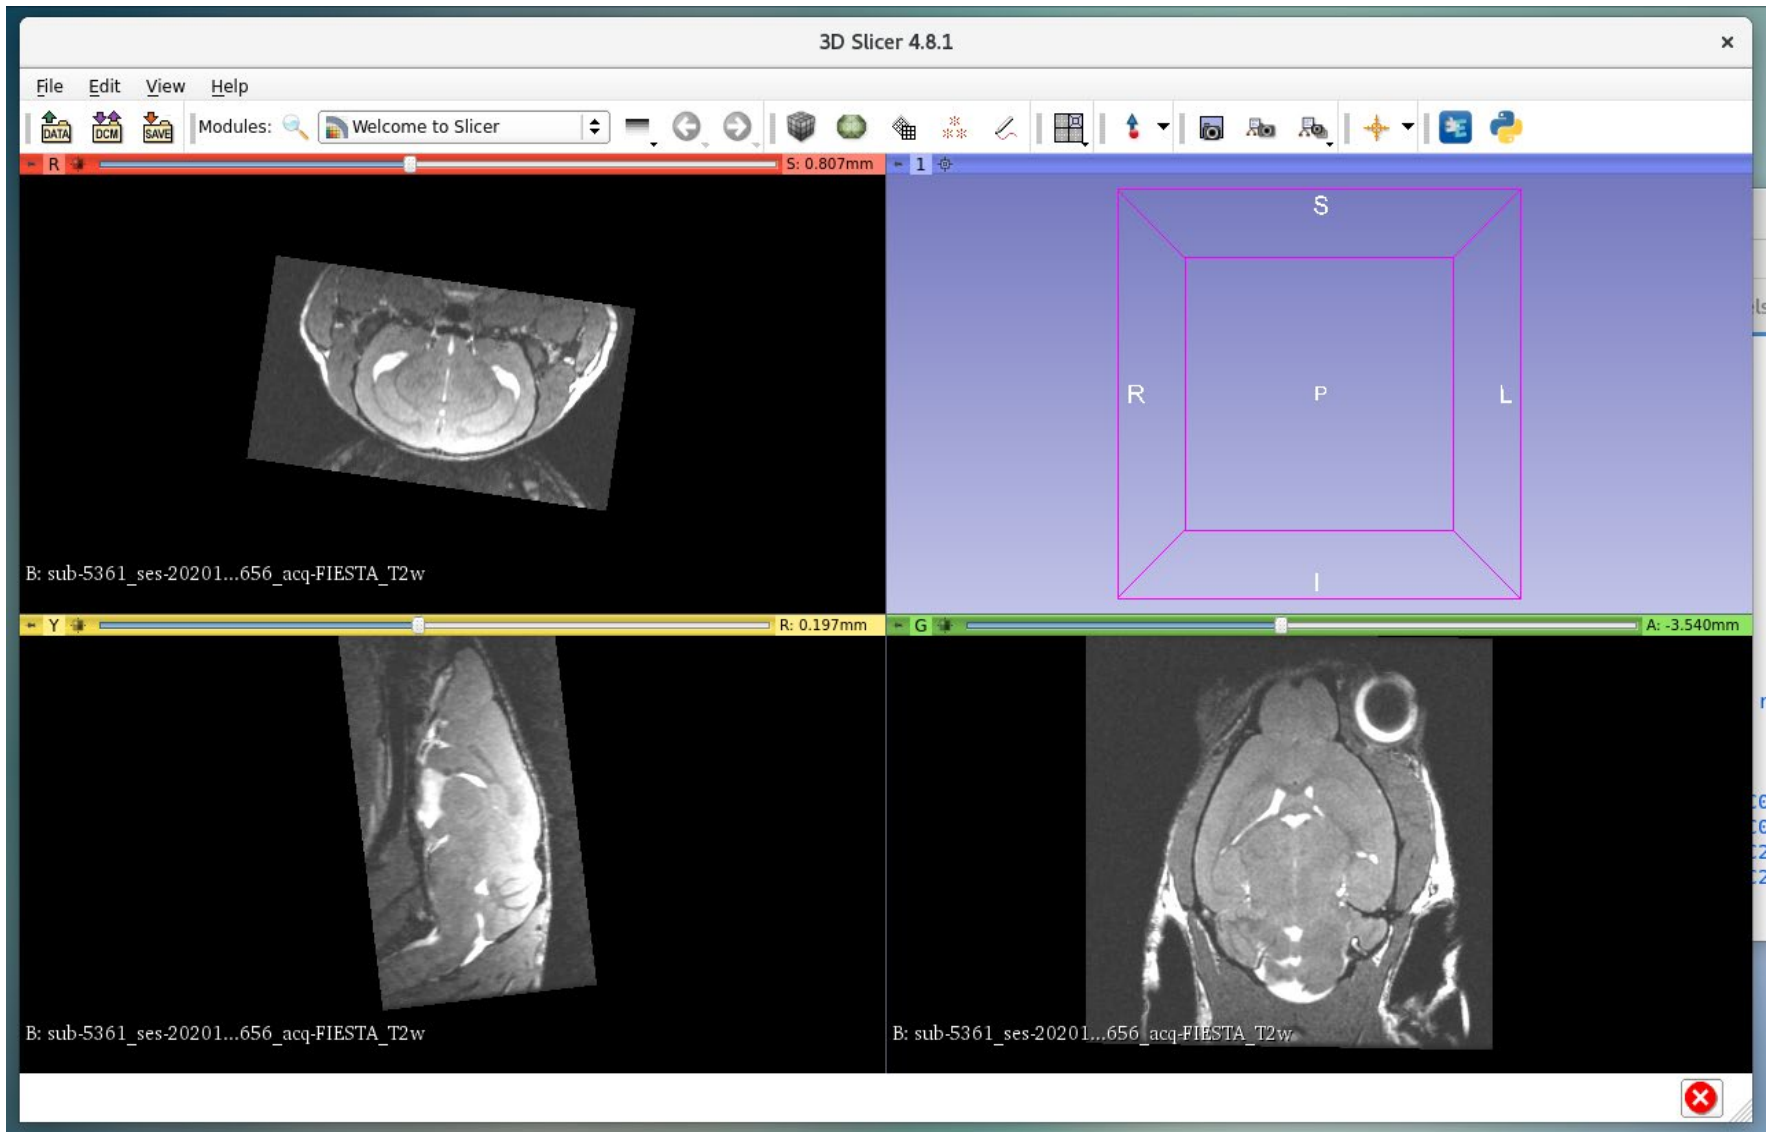 3D Slicer 4.8.1
File Edit View Help
DATA DCM SAVE Modules: Welcome to Slicer
R S: 0.807mm
1
S
R P L
I
B: sub-5361_ses-20201...656_acq-FIESTA_T2w
Y R: 0.197mm
G A: -3.540mm
B: sub-5361_ses-20201...656_acq-FIESTA_T2w
B: sub-5361_ses-20201...656_acq-FIESTA_T2w